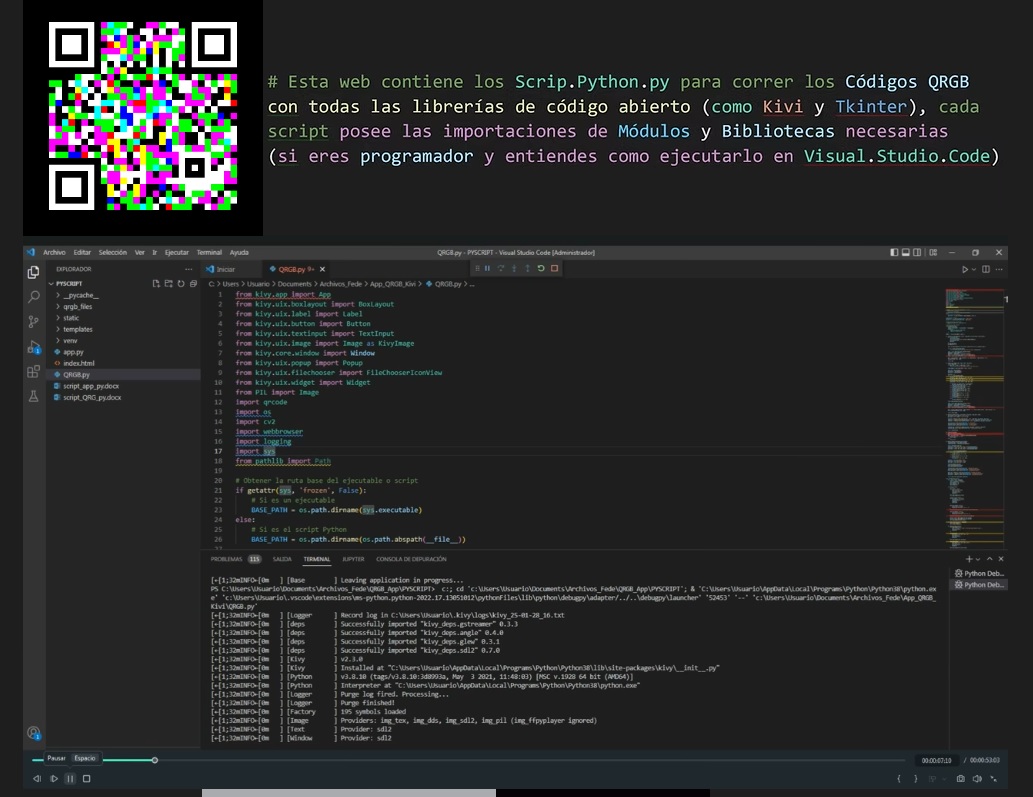 # Esta web contiene los Scrip.Python.py para correr los Códigos QRGB
con todas las librerías de código abierto (como Kivi y Tkinter), cada
script posee las importaciones de Módulos y Bibliotecas necesarias
(si eres programador y entiendes como ejecutarlo en Visual.Studio.Code)
Archivo Editar Selección Ver Ir Ejecutar Terminal Ayuda
QRGB.py - PYSCRIPT - Visual Studio Code [Administrador]
EXPLORADOR
PYSCRIPT
__pycache__
qrgb_files
static
templates
venv
app.py
index.html
QRGB.py
script_app_py.docx
script_QRG_py.docx
Iniciar
QRGB.py 9+
C: > Users > Usuario > Documents > Archivos_Fede > App_QRGB_Kivi > QRGB.py > ...
1 from kivy.app import App
2 from kivy.uix.boxlayout import BoxLayout
3 from kivy.uix.label import Label
4 from kivy.uix.button import Button
5 from kivy.uix.textinput import TextInput
6 from kivy.uix.image import Image as KivyImage
7 from kivy.core.window import Window
8 from kivy.uix.popup import Popup
9 from kivy.uix.filechooser import FileChooserIconView
10 from kivy.uix.widget import Widget
11 from PIL import Image
12 import qrcode
13 import os
14 import cv2
15 import webbrowser
16 import logging
17 import sys
18 from pathlib import Path
19
20 # Obtener la ruta base del ejecutable o script
21 if getattr(sys, 'frozen', False):
22 # Si es un ejecutable
23 BASE_PATH = os.path.dirname(sys.executable)
24 else:
25 # Si es el script Python
26 BASE_PATH = os.path.dirname(os.path.abspath(__file__))
27
PROBLEMAS 115 SALIDA TERMINAL JUPYTER CONSOLA DE DEPURACIÓN
[←[1;32mINFO←[0m ] [Base ] Leaving application in progress...
PS C:\Users\Usuario\Documents\Archivos_Fede\QRGB_App\PYSCRIPT> c:; cd 'c:\Users\Usuario\Documents\Archivos_Fede\QRGB_App\PYSCRIPT'; & 'C:\Users\Usuario\AppData\Local\Programs\Python\Python38\python.ex
e' 'c:\Users\Usuario\.vscode\extensions\ms-python.python-2022.17.13051012\pythonFiles\lib\python\debugpy\adapter/../..\debugpy\launcher' '52453' '--' 'c:\Users\Usuario\Documents\Archivos_Fede\App_QRGB_
Kivi\QRGB.py'
[←[1;32mINFO←[0m ] [Logger ] Record log in C:\Users\Usuario\.kivy\logs\kivy_25-01-28_16.txt
[←[1;32mINFO←[0m ] [deps ] Successfully imported "kivy_deps.gstreamer" 0.3.3
[←[1;32mINFO←[0m ] [deps ] Successfully imported "kivy_deps.angle" 0.4.0
[←[1;32mINFO←[0m ] [deps ] Successfully imported "kivy_deps.glew" 0.3.1
[←[1;32mINFO←[0m ] [deps ] Successfully imported "kivy_deps.sdl2" 0.7.0
[←[1;32mINFO←[0m ] [Kivy ] v2.3.0
[←[1;32mINFO←[0m ] [Kivy ] Installed at "C:\Users\Usuario\AppData\Local\Programs\Python\Python38\lib\site-packages\kivy\__init__.py"
[←[1;32mINFO←[0m ] [Python ] v3.8.10 (tags/v3.8.10:3d8993a, May 3 2021, 11:48:03) [MSC v.1928 64 bit (AMD64)]
[←[1;32mINFO←[0m ] [Python ] Interpreter at "C:\Users\Usuario\AppData\Local\Programs\Python\Python38\python.exe"
[←[1;32mINFO←[0m ] [Logger ] Purge log fired. Processing...
[←[1;32mINFO←[0m ] [Logger ] Purge finished!
[←[1;32mINFO←[0m ] [Factory ] 195 symbols loaded
[←[1;32mINFO←[0m ] [Image ] Providers: img_tex, img_dds, img_sdl2, img_pil (img_ffpyplayer ignored)
[←[1;32mINFO←[0m ] [Text ] Provider: sdl2
[←[1;32mINFO←[0m ] [Window ] Provider: sdl2
Python Deb...
Python Deb...
Pausar Espacio
00:00:07:10 / 00:00:53:03